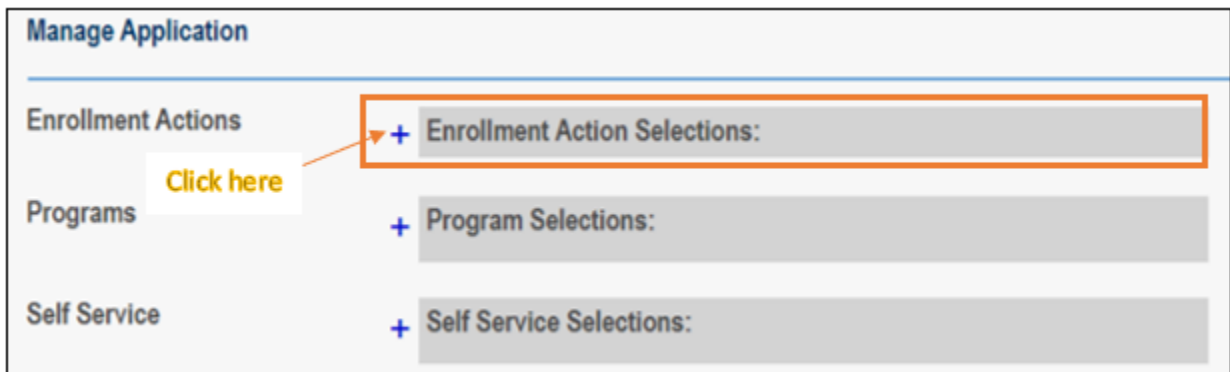 Manage Application
Enrollment Actions
+ Enrollment Action Selections:
Click here
Programs
+ Program Selections:
Self Service
+ Self Service Selections: